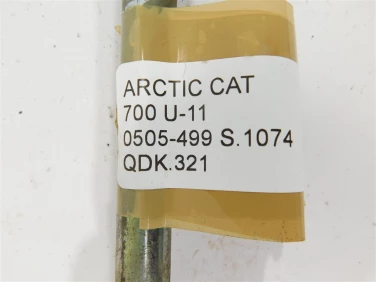 ARCTIC CAT
700 U-11
0505-499 S.1074
QDK.321